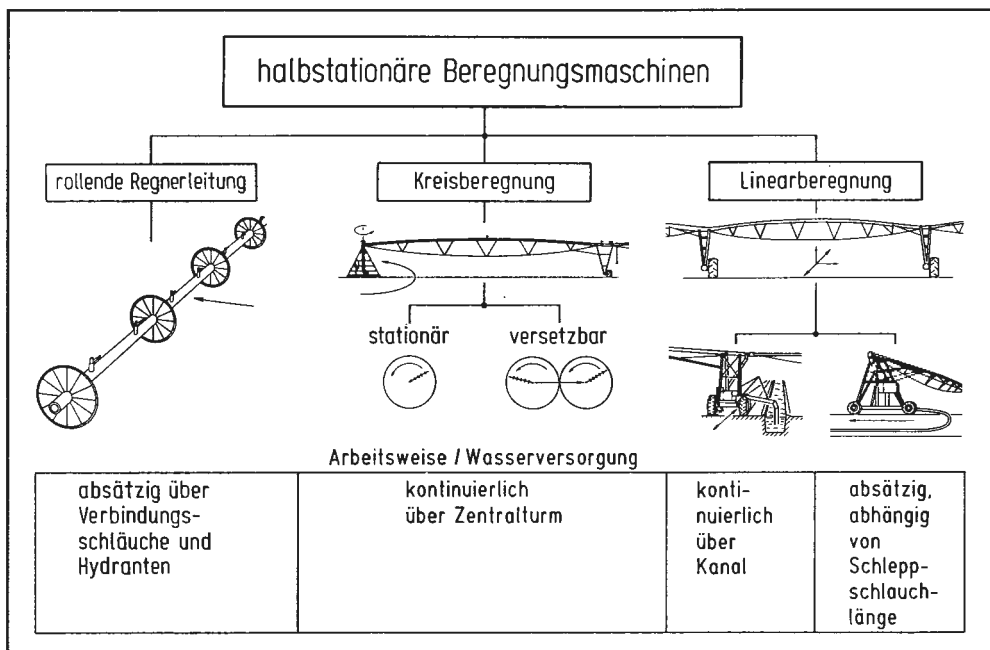 halbstationäre Beregnungsmaschinen
rollende Regnerleitung
Kreisberegnung
Linearberegnung
stationär
versetzbar
Arbeitsweise / Wasserversorgung
absätzig über
Verbindungs-
schläuche und
Hydranten
kontinuierlich
über Zentralturm
konti-
nuierlich
über
Kanal
absätzig,
abhängig
von
Schlepp-
schlauch-
länge